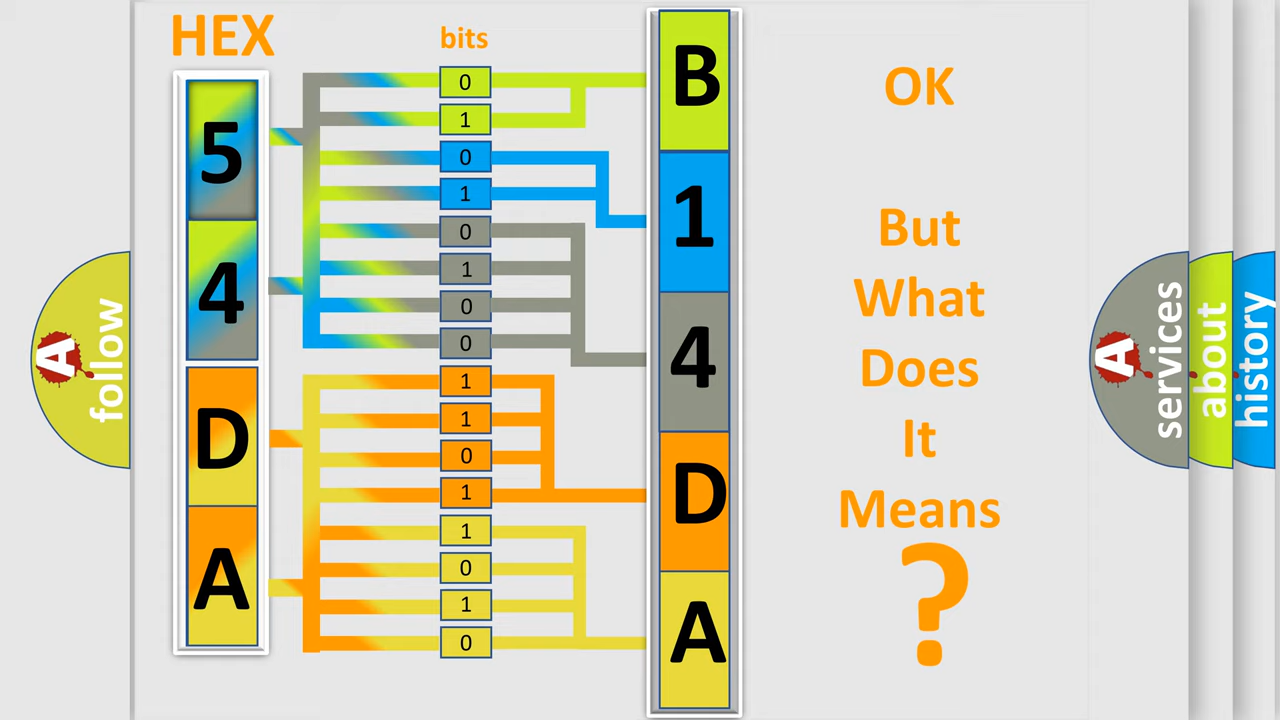 HEX
bits
5
4
D
A
0
1
0
1
0
1
0
0
1
1
0
1
1
0
1
0
B
1
4
D
A
OK
But
What
Does
It
Means
?
A
follow
A
services
about
history